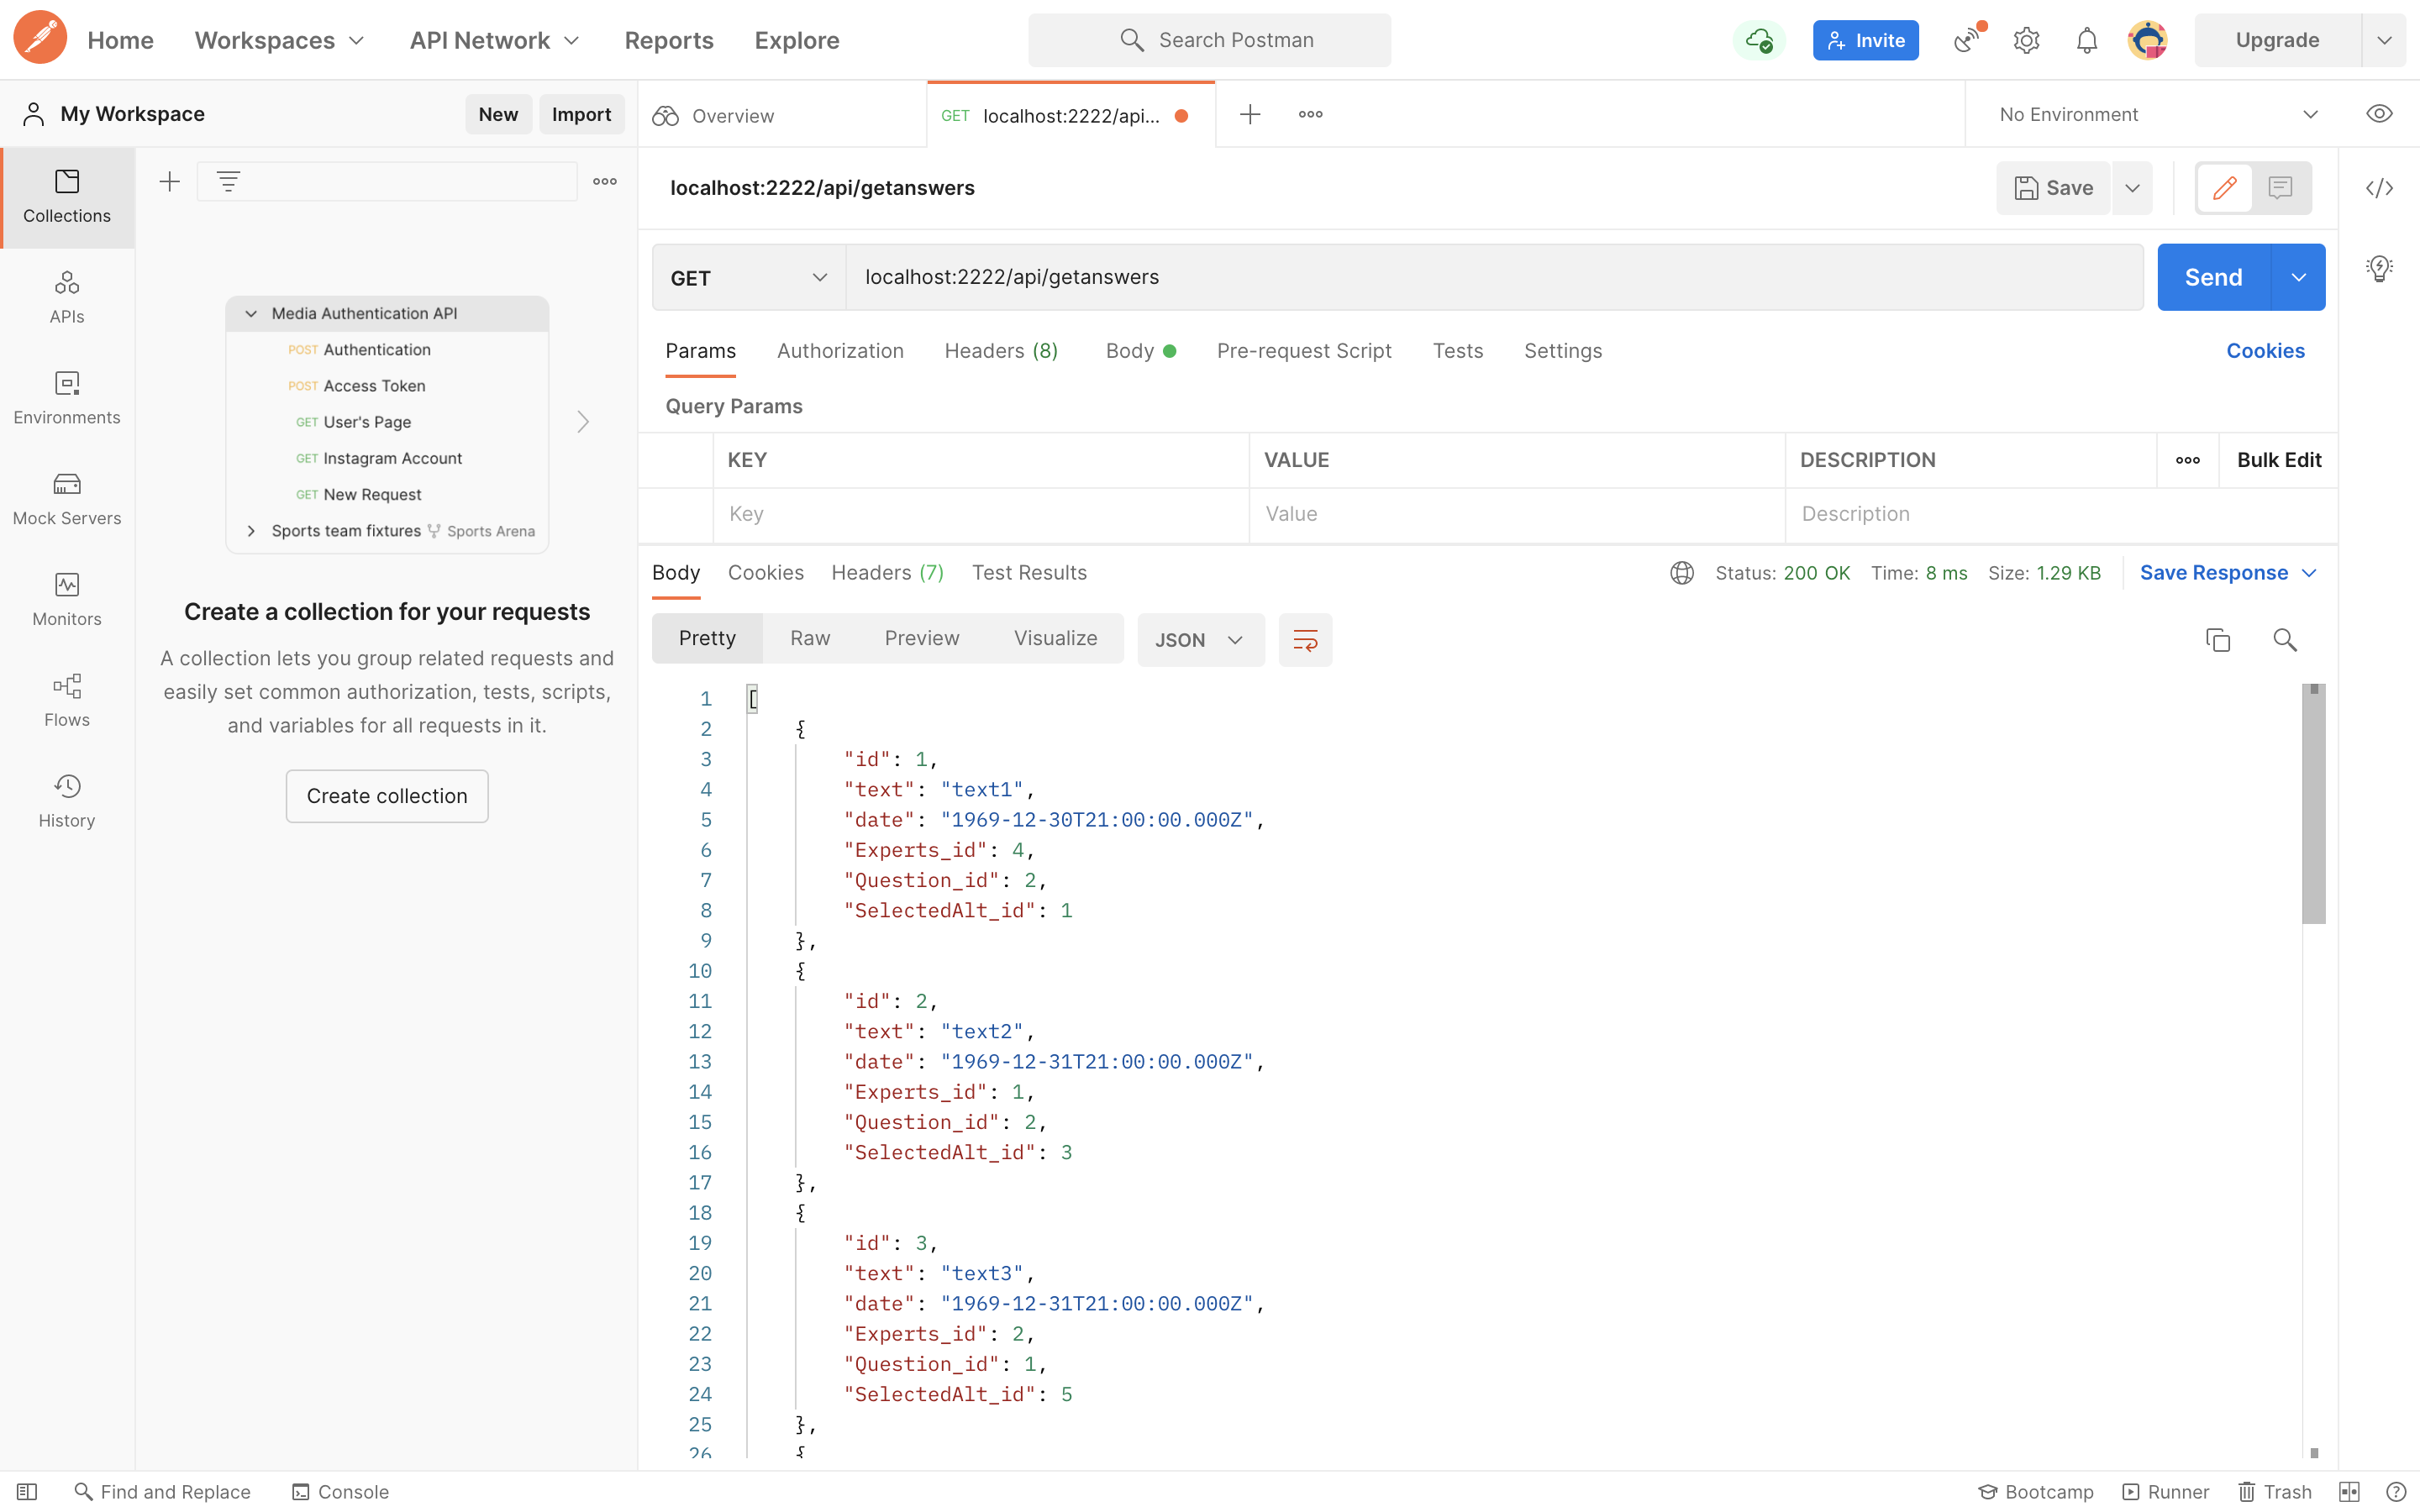 Home Workspaces API Network Reports Explore Search Postman Invite Upgrade
My Workspace New Import Overview GET localhost:2222/api... No Environment
Collections
APIs
Environments
Mock Servers
Monitors
Flows
History
Media Authentication API
POST Authentication
POST Access Token
GET User's Page
GET Instagram Account
GET New Request
Sports team fixtures Sports Arena
Create a collection for your requests
A collection lets you group related requests and
easily set common authorization, tests, scripts,
and variables for all requests in it.
Create collection
localhost:2222/api/getanswers Save
GET localhost:2222/api/getanswers Send
Params Authorization Headers (8) Body Pre-request Script Tests Settings Cookies
Query Params
KEY VALUE DESCRIPTION Bulk Edit
Key Value Description
Body Cookies Headers (7) Test Results Status: 200 OK Time: 8 ms Size: 1.29 KB Save Response
Pretty Raw Preview Visualize JSON
1 [
2 {
3 "id": 1,
4 "text": "text1",
5 "date": "1969-12-30T21:00:00.000Z",
6 "Experts_id": 4,
7 "Question_id": 2,
8 "SelectedAlt_id": 1
9 },
10 {
11 "id": 2,
12 "text": "text2",
13 "date": "1969-12-31T21:00:00.000Z",
14 "Experts_id": 1,
15 "Question_id": 2,
16 "SelectedAlt_id": 3
17 },
18 {
19 "id": 3,
20 "text": "text3",
21 "date": "1969-12-31T21:00:00.000Z",
22 "Experts_id": 2,
23 "Question_id": 1,
24 "SelectedAlt_id": 5
25 },
26 {
Find and Replace Console Bootcamp Runner Trash